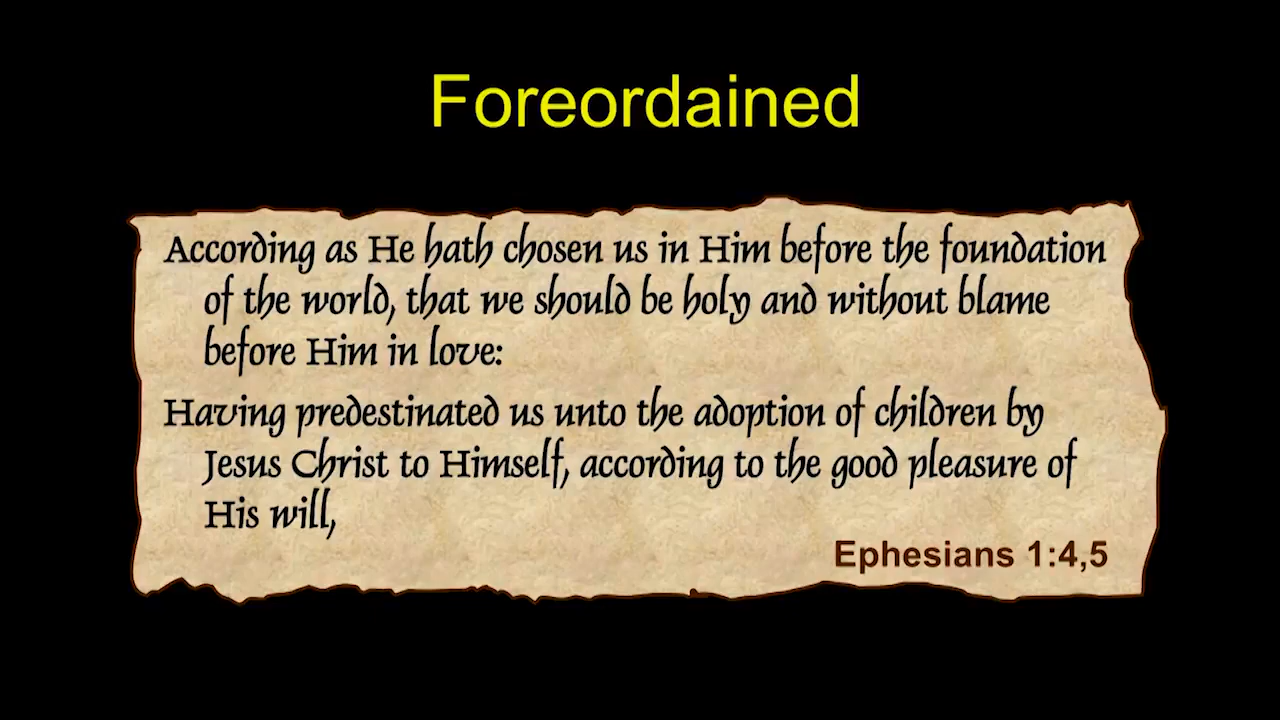 Foreordained
According as He hath chosen us in Him before the foundation
of the world, that we should be holy and without blame
before Him in love:
Having predestinated us unto the adoption of children by
Jesus Christ to Himself, according to the good pleasure of
His will,
Ephesians 1:4,5